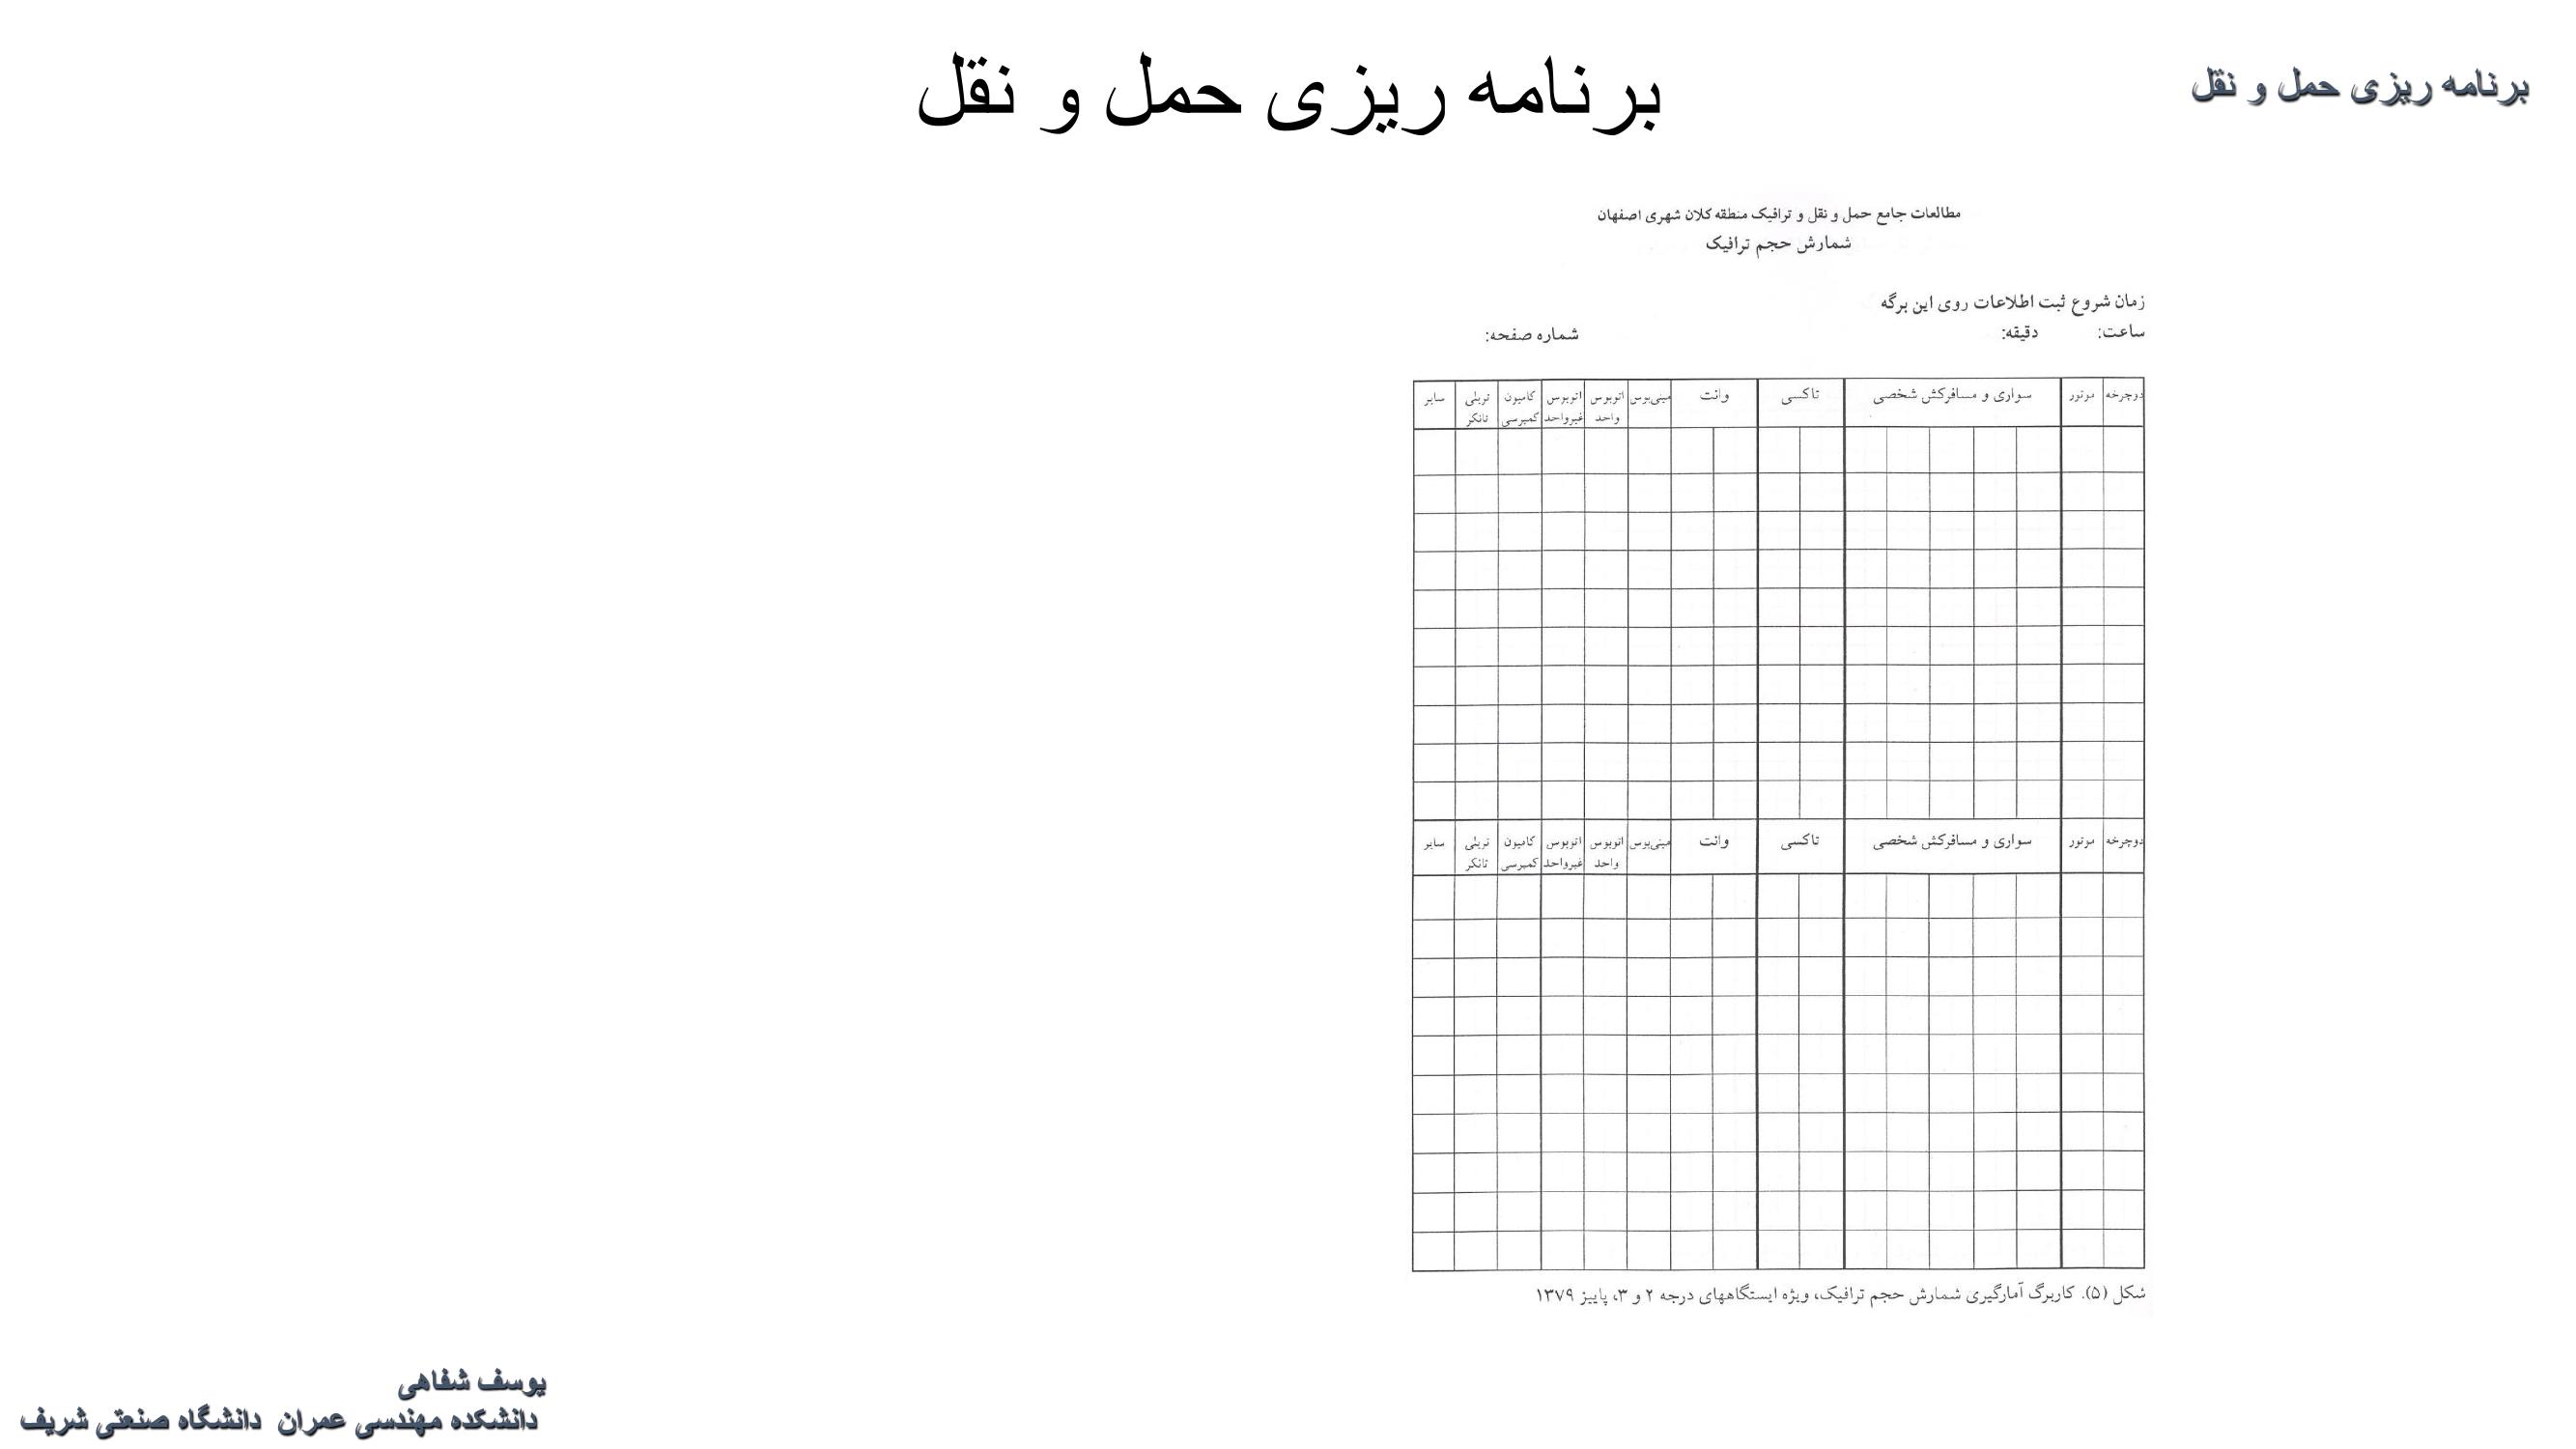 برنامه ریزی حمل و نقل
برنامه ریزی حمل و نقل
مطالعات جامع حمل و نقل و ترافیک منطقه کلان شهری اصفهان
شمارش حجم ترافیک
زمان شروع ثبت اطلاعات روی این برگه
ساعت: دقیقه: شماره صفحه:
دوچرخه موتور سواری و مسافرکش شخصی تاکسی وانت مینی‌بوس اتوبوس اتوبوس کامیون تریلی سایر
واحد غیرواحد کمپرسی تانکر
دوچرخه موتور سواری و مسافرکش شخصی تاکسی وانت مینی‌بوس اتوبوس اتوبوس کامیون تریلی سایر
واحد غیرواحد کمپرسی تانکر
شکل (۵). کاربرگ آمارگیری شمارش حجم ترافیک، ویژه ایستگاههای درجه ۲ و ۳، پاییز ۱۳۷۹
یوسف شفاهی
دانشکده مهندسی عمران دانشگاه صنعتی شریف